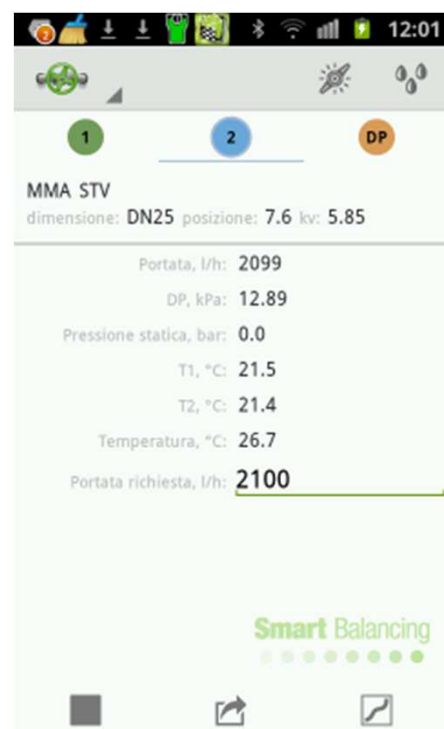 2
12:01
1
2
DP
MMA STV
dimensione: DN25 posizione: 7.6 kv: 5.85
Portata, l/h: 2099
DP, kPa: 12.89
Pressione statica, bar: 0.0
T1, °C: 21.5
T2, °C: 21.4
Temperatura, °C: 26.7
Portata richiesta, l/h: 2100
Smart Balancing